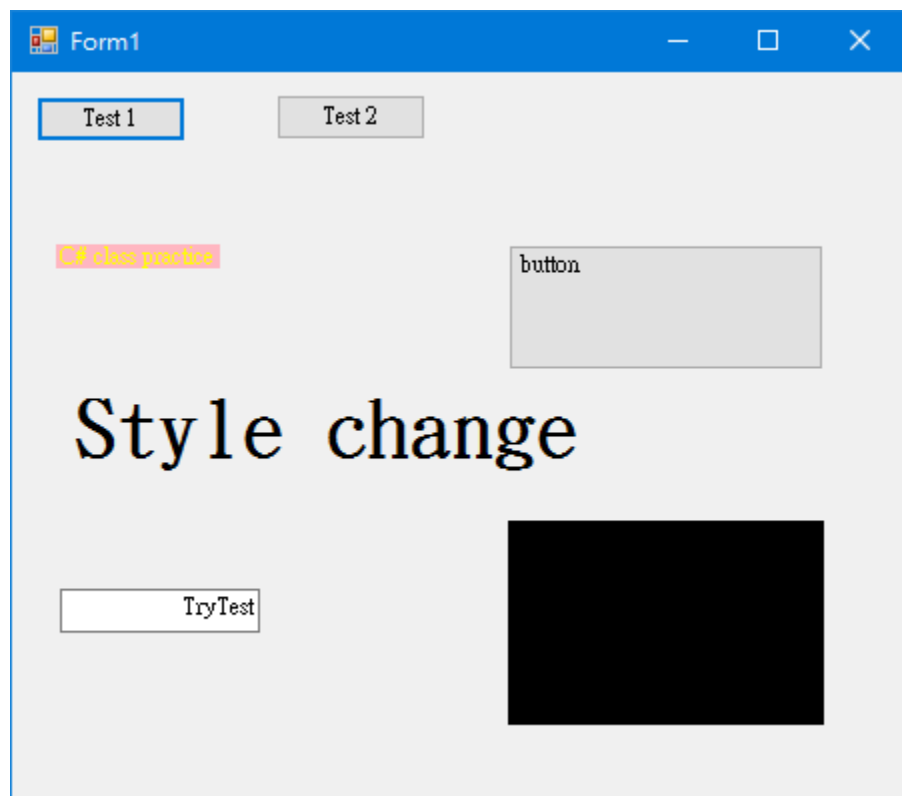 Form1
Test 1
Test 2
C# class practice
button
Style change
TryTest